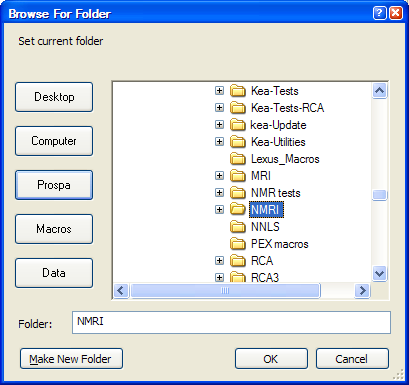 Browse For Folder
Set current folder
Desktop
Computer
Prospa
Macros
Data
Kea-Tests
Kea-Tests-RCA
kea-Update
Kea-Utilities
Lexus_Macros
MRI
NMR tests
NMRI
NNLS
PEX macros
RCA
RCA3
Folder: NMRI
Make New Folder OK Cancel